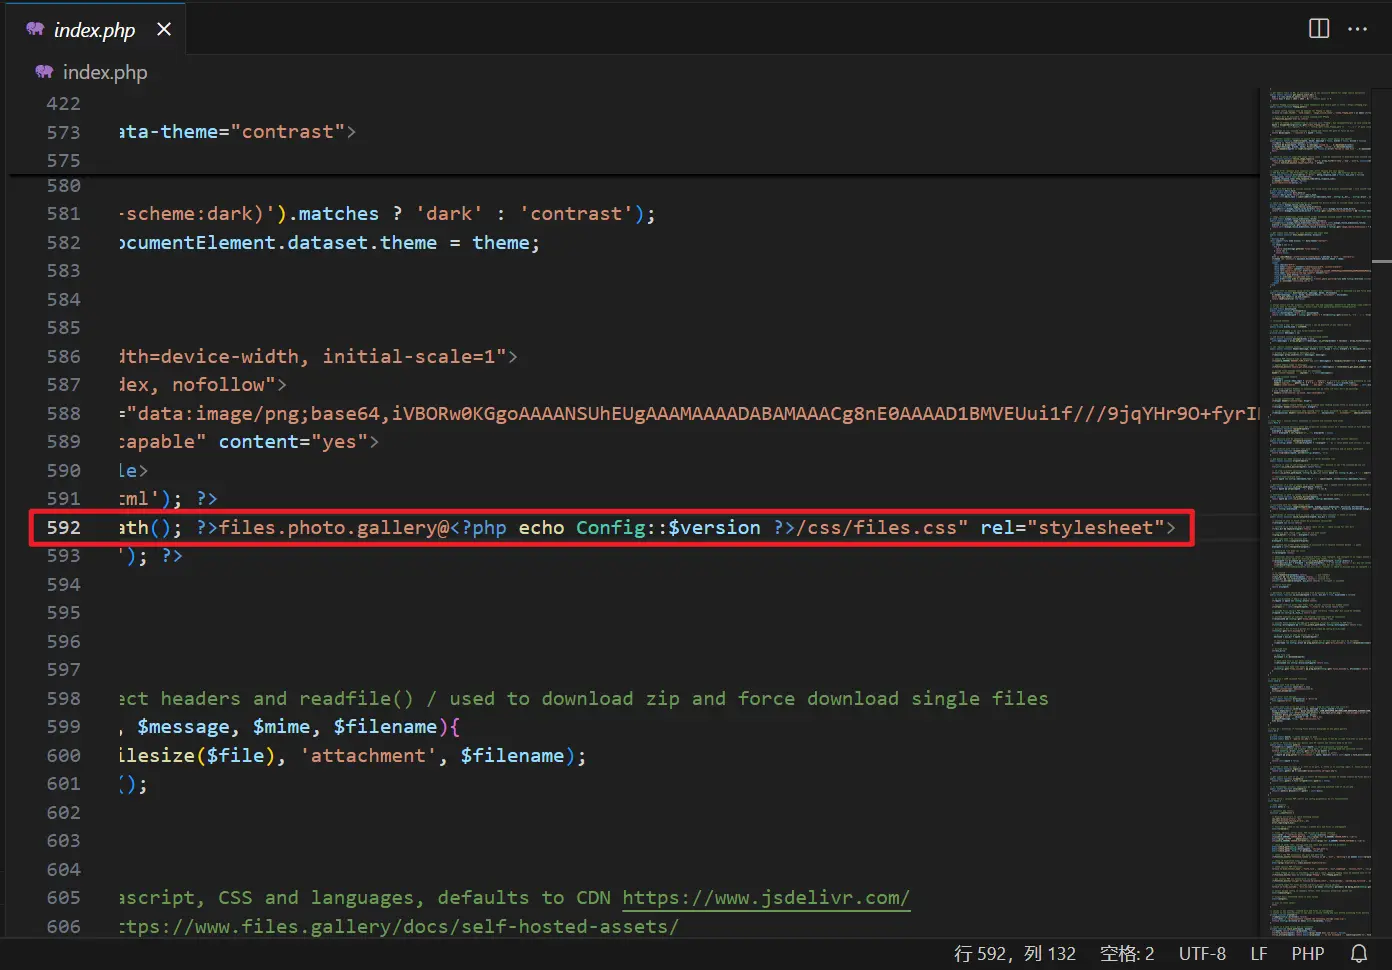 index.php
index.php
422
573 ata-theme="contrast">
575
580
581 -scheme:dark)').matches ? 'dark' : 'contrast');
582 ocumentElement.dataset.theme = theme;
583
584
585
586 dth=device-width, initial-scale=1">
587 dex, nofollow">
588 ="data:image/png;base64,iVBORw0KGgoAAAANSUhEUgAAAMAAAADABAMAAACg8nE0AAAAD1BMVEUui1f///9jqYHr9O+fyrI
589 capable" content="yes">
590 le>
591 tml'); ?>
592 ath(); ?>files.photo.gallery@<?php echo Config::$version ?>/css/files.css" rel="stylesheet">
593 '); ?>
594
595
596
597
598 ect headers and readfile() / used to download zip and force download single files
599 , $message, $mime, $filename){
600 ilesize($file), 'attachment', $filename);
601 ();
602
603
604
605 ascript, CSS and languages, defaults to CDN https://www.jsdelivr.com/
606 ttps://www.files.gallery/docs/self-hosted-assets/
行 592，列 132 空格: 2 UTF-8 LF PHP